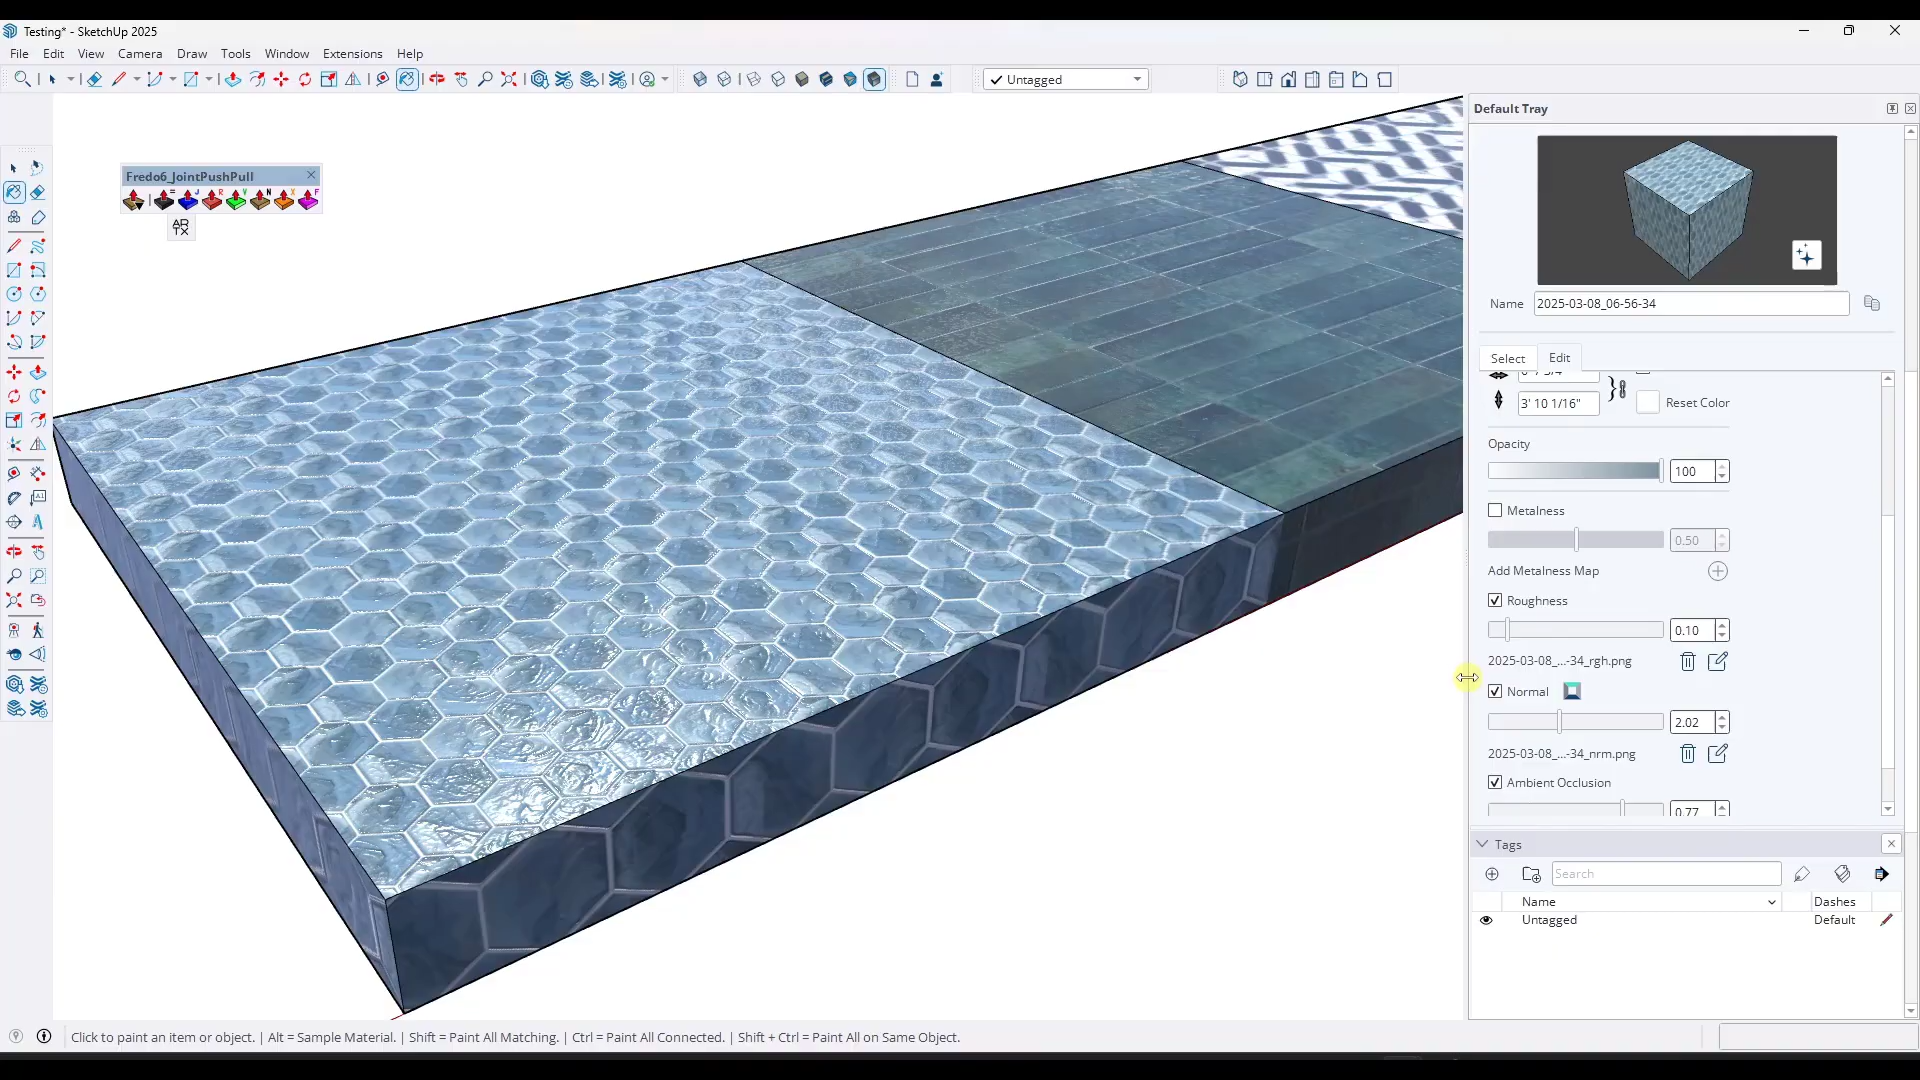 Testing* - SketchUp 2025
File Edit View Camera Draw Tools Window Extensions Help
Untagged
Default Tray
Fredo6_JointPushPull
= J R V N X F
AR
TX
Name 2025-03-08_06-56-34
Select Edit
3' 10 1/16" Reset Color
Opacity
100
Metalness
0.50
Add Metalness Map
Roughness
0.10
2025-03-08_...-34_rgh.png
Normal
2.02
2025-03-08_...-34_nrm.png
Ambient Occlusion
0.77
Tags
Search
Name Dashes
Untagged Default
Click to paint an item or object. | Alt = Sample Material. | Shift = Paint All Matching. | Ctrl = Paint All Connected. | Shift + Ctrl = Paint All on Same Object.